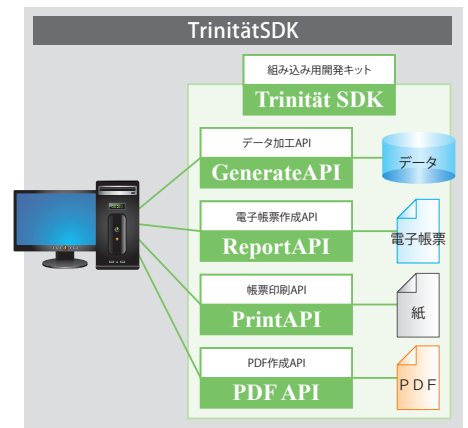 TrinitätSDK
組み込み用開発キット
Trinität SDK
データ加工API
GenerateAPI
データ
電子帳票作成API
ReportAPI
電子帳票
帳票印刷API
PrintAPI
紙
PDF作成API
PDF API
PDF